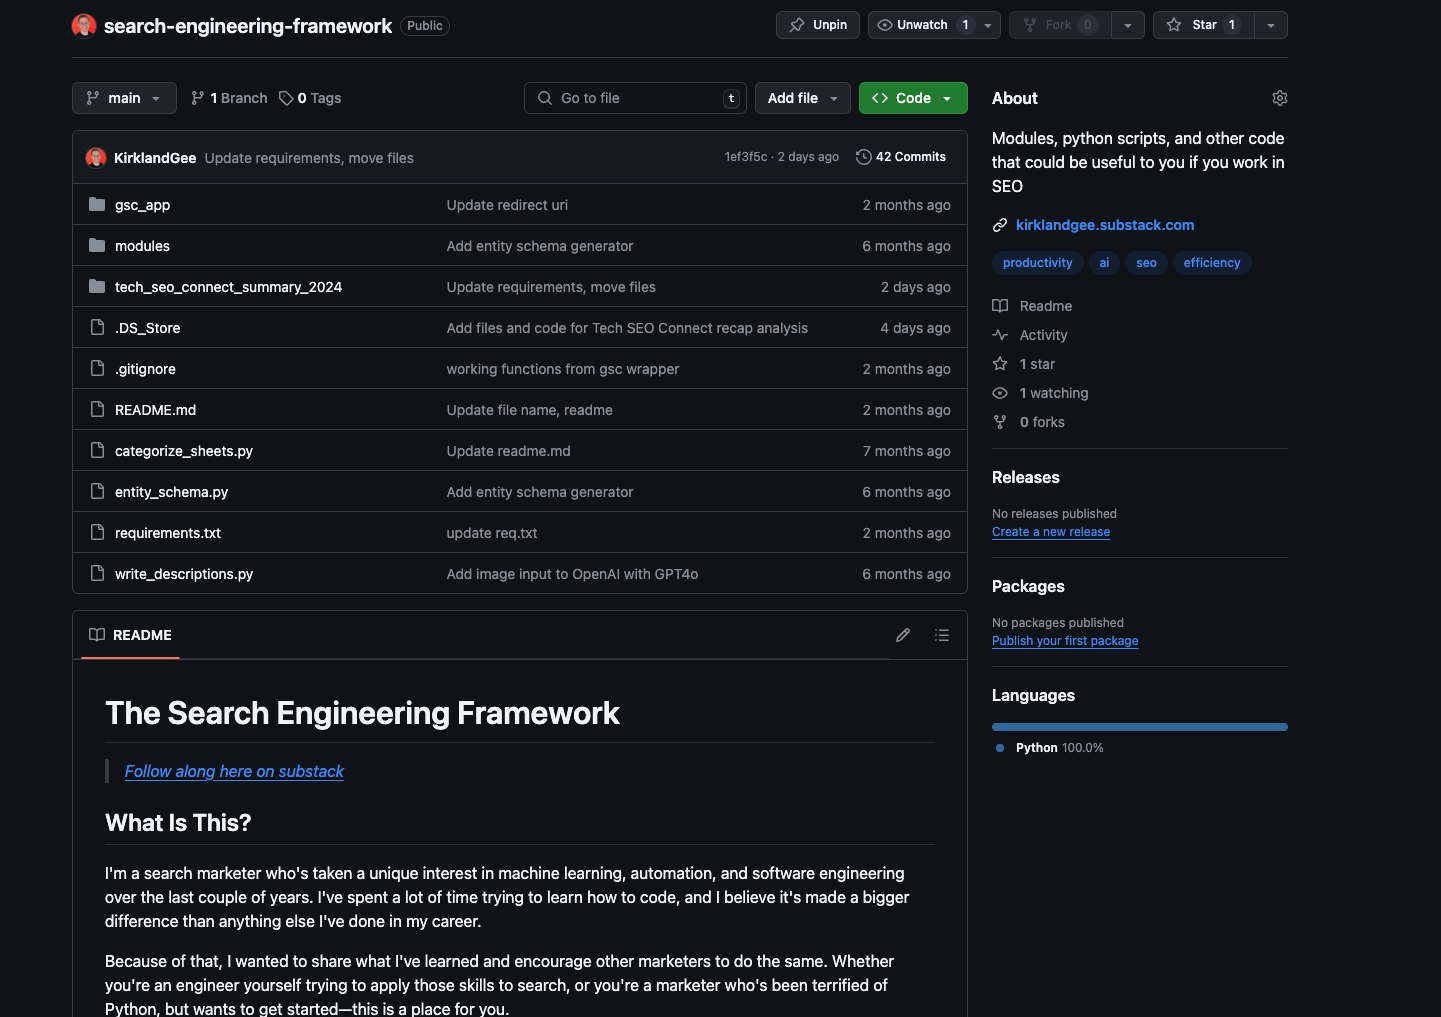 search-engineering-framework Public
Unpin
Unwatch 1
Fork 0
Star 1
main
1 Branch
0 Tags
Go to file t
Add file
Code
KirklandGee Update requirements, move files 1ef3f5c · 2 days ago 42 Commits
gsc_app Update redirect uri 2 months ago
modules Add entity schema generator 6 months ago
tech_seo_connect_summary_2024 Update requirements, move files 2 days ago
.DS_Store Add files and code for Tech SEO Connect recap analysis 4 days ago
.gitignore working functions from gsc wrapper 2 months ago
README.md Update file name, readme 2 months ago
categorize_sheets.py Update readme.md 7 months ago
entity_schema.py Add entity schema generator 6 months ago
requirements.txt update req.txt 2 months ago
write_descriptions.py Add image input to OpenAI with GPT4o 6 months ago
README
The Search Engineering Framework
Follow along here on substack
What Is This?
I'm a search marketer who's taken a unique interest in machine learning, automation, and software engineering
over the last couple of years. I've spent a lot of time trying to learn how to code, and I believe it's made a bigger
difference than anything else I've done in my career.
Because of that, I wanted to share what I've learned and encourage other marketers to do the same. Whether
you're an engineer yourself trying to apply those skills to search, or you're a marketer who's been terrified of
Python, but wants to get started—this is a place for you.
About
Modules, python scripts, and other code
that could be useful to you if you work in
SEO
kirklandgee.substack.com
productivity ai seo efficiency
Readme
Activity
1 star
1 watching
0 forks
Releases
No releases published
Create a new release
Packages
No packages published
Publish your first package
Languages
Python 100.0%